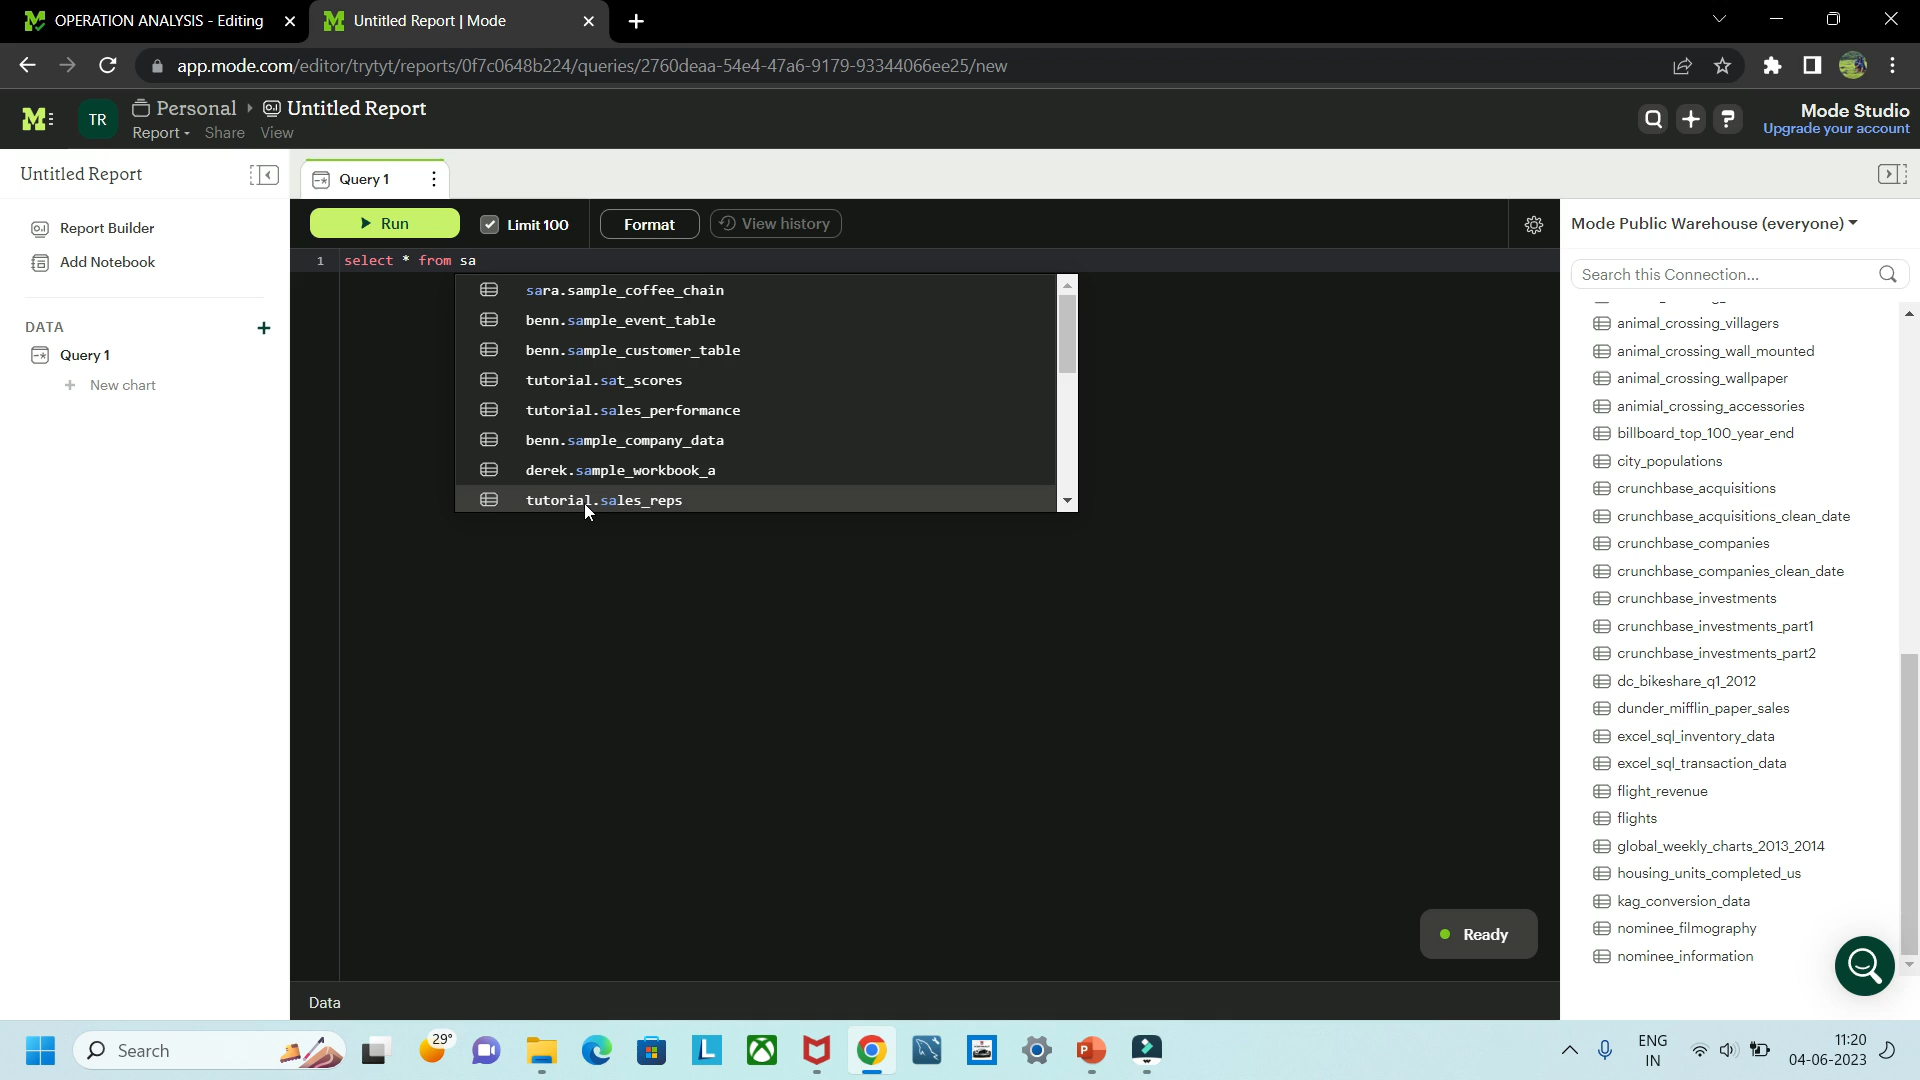 OPERATION ANALYSIS - Editing
Untitled Report | Mode
app.mode.com/editor/trytyt/reports/0f7c0648b224/queries/2760deaa-54e4-47a6-9179-93344066ee25/new
TR
Personal
Untitled Report
Report
Share
View
Mode Studio
Upgrade your account
Untitled Report
Query 1
Report Builder
Add Notebook
DATA
Query 1
New chart
Run
Limit 100
Format
View history
1 select * from sa
sara.sample_coffee_chain
benn.sample_event_table
benn.sample_customer_table
tutorial.sat_scores
tutorial.sales_performance
benn.sample_company_data
derek.sample_workbook_a
tutorial.sales_reps
Ready
Data
Mode Public Warehouse (everyone)
Search this Connection...
animal_crossing_villagers
animal_crossing_wall_mounted
animal_crossing_wallpaper
animial_crossing_accessories
billboard_top_100_year_end
city_populations
crunchbase_acquisitions
crunchbase_acquisitions_clean_date
crunchbase_companies
crunchbase_companies_clean_date
crunchbase_investments
crunchbase_investments_part1
crunchbase_investments_part2
dc_bikeshare_q1_2012
dunder_mifflin_paper_sales
excel_sql_inventory_data
excel_sql_transaction_data
flight_revenue
flights
global_weekly_charts_2013_2014
housing_units_completed_us
kag_conversion_data
nominee_filmography
nominee_information
Search
29°
ENG
IN
11:20
04-06-2023